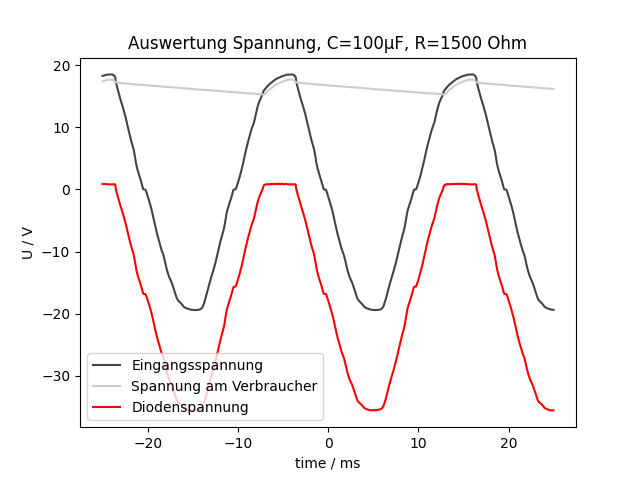 Auswertung Spannung, C=100µF, R=1500 Ohm
U / V
20
10
0
−10
−20
−30
Eingangsspannung
Spannung am Verbraucher
Diodenspannung
−20 −10 0 10 20
time / ms